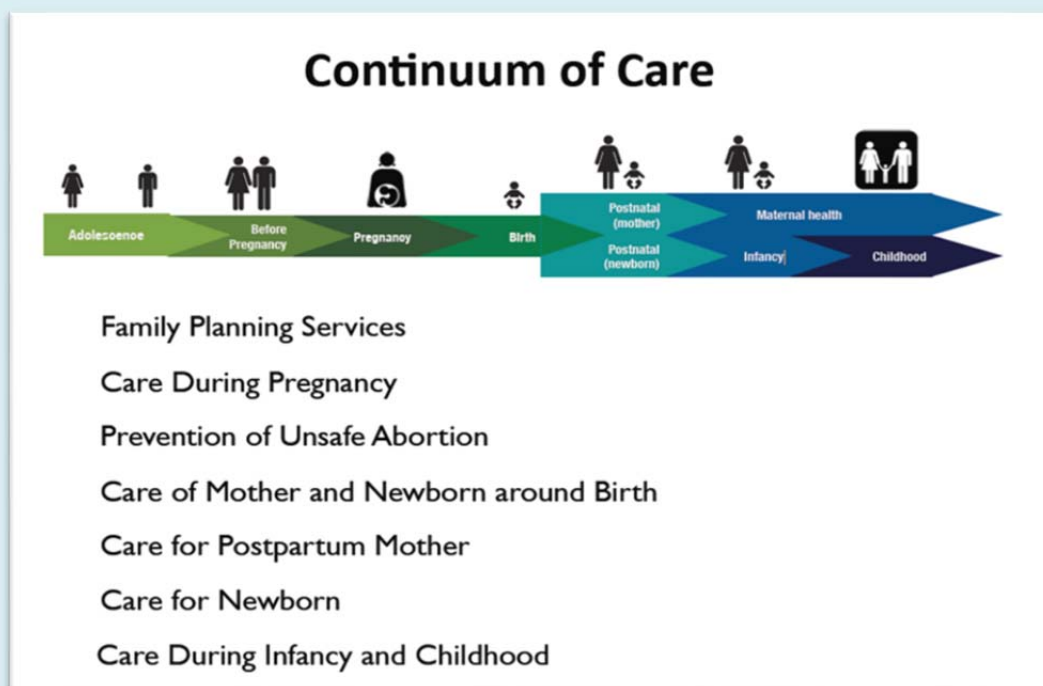 Continuum of Care
Adolescenoe
Before
Pregnancy
Pregnanoy
Birth
Postnatal
(mother)
Maternal health
Postnatal
(newborn)
Infancy
Childhood
Family Planning Services
Care During Pregnancy
Prevention of Unsafe Abortion
Care of Mother and Newborn around Birth
Care for Postpartum Mother
Care for Newborn
Care During Infancy and Childhood